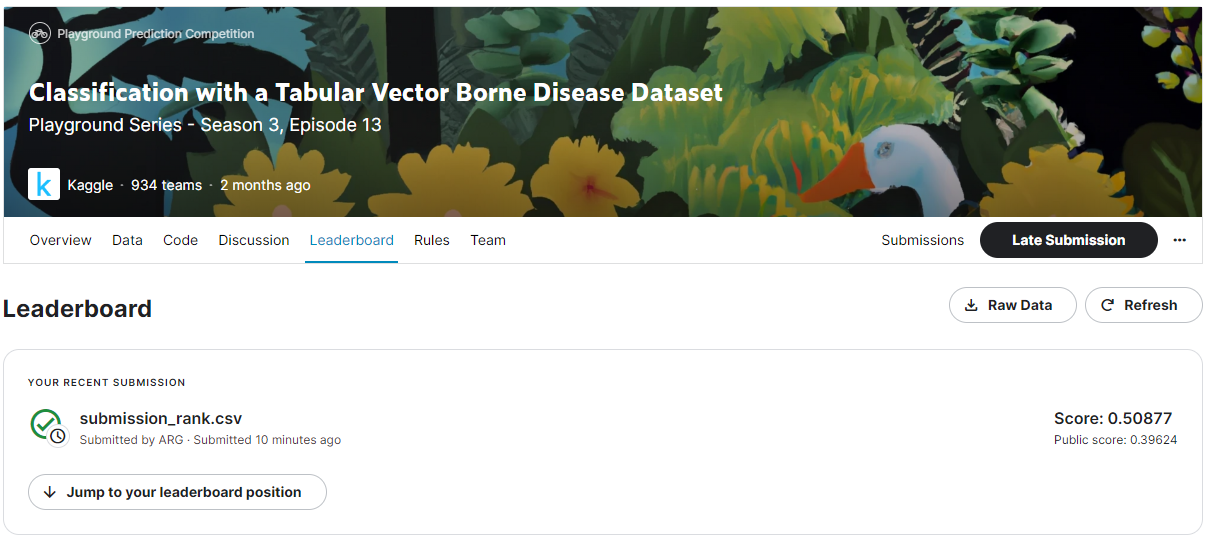 Playground Prediction Competition
Classification with a Tabular Vector Borne Disease Dataset
Playground Series - Season 3, Episode 13
k Kaggle · 934 teams · 2 months ago
Overview Data Code Discussion Leaderboard Rules Team Submissions Late Submission ···
Leaderboard Raw Data Refresh
YOUR RECENT SUBMISSION
submission_rank.csv Score: 0.50877
Submitted by ARG · Submitted 10 minutes ago Public score: 0.39624
Jump to your leaderboard position